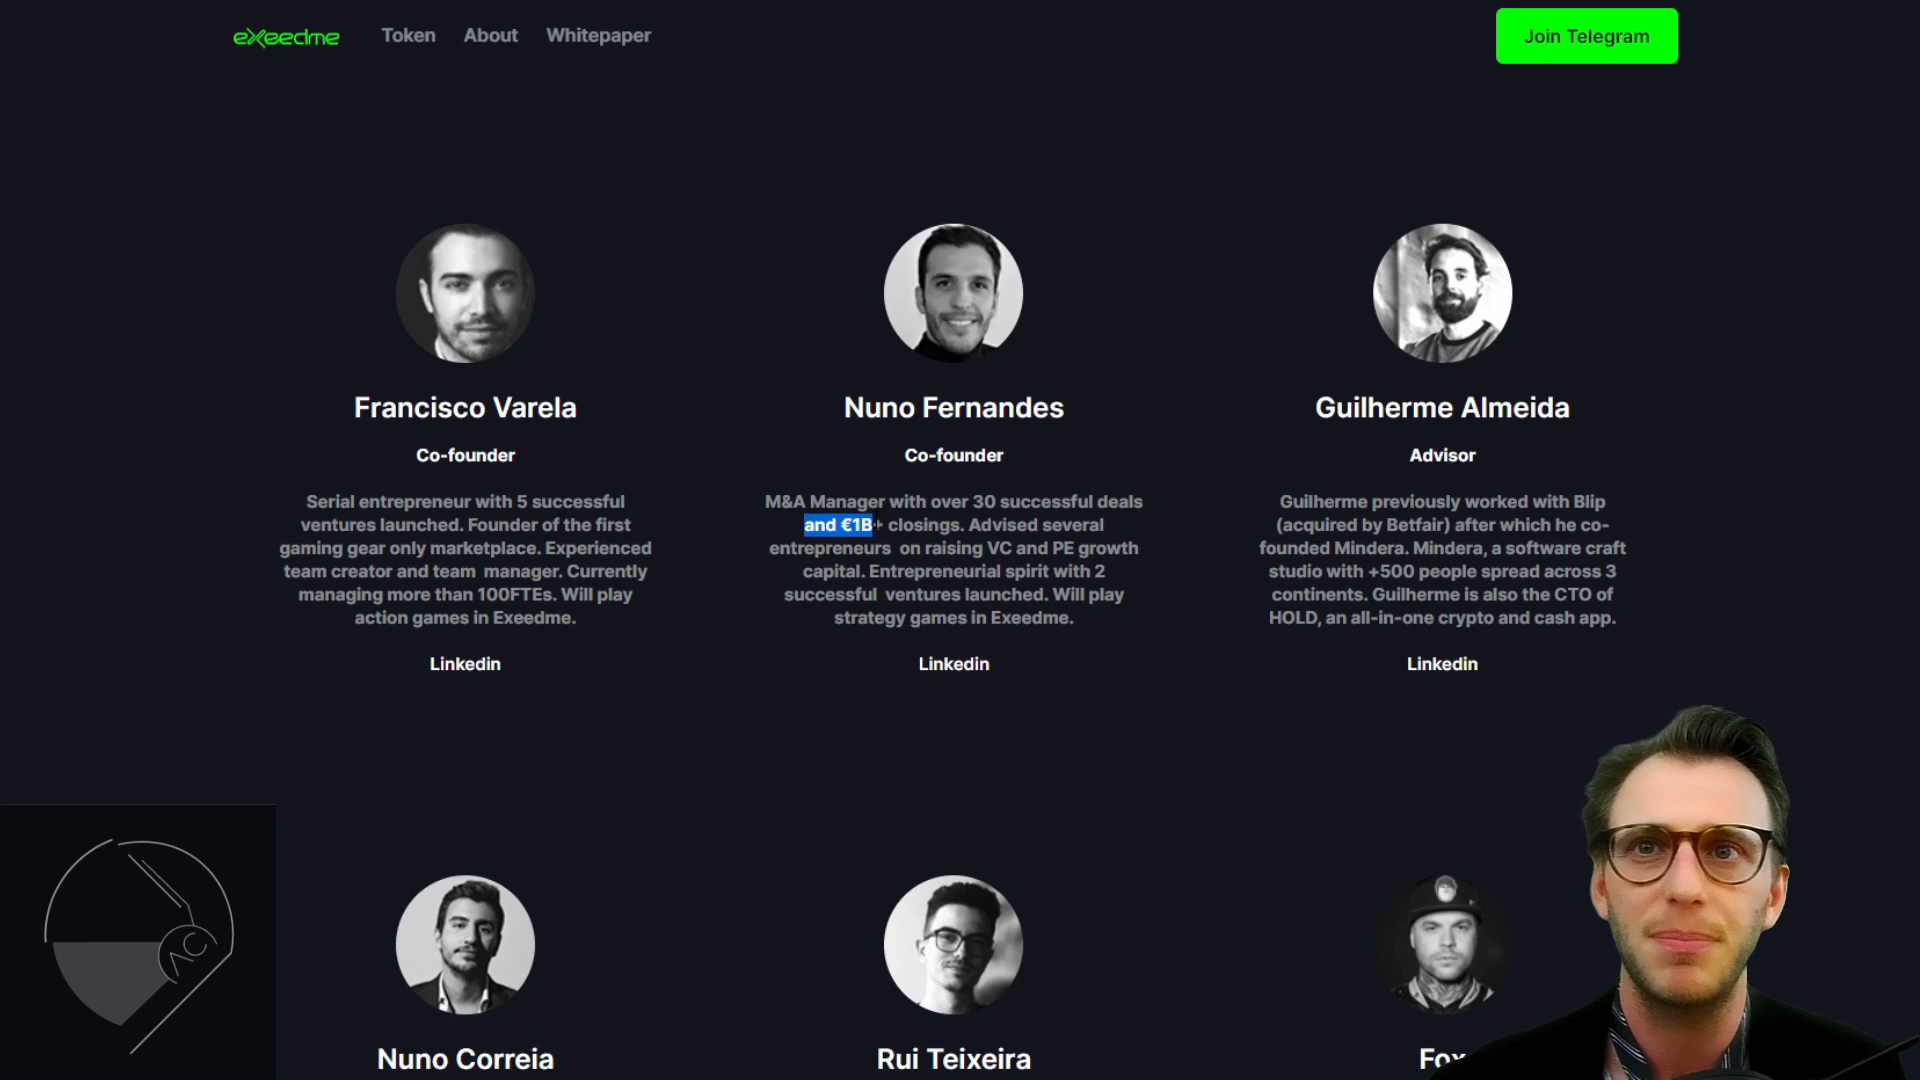 exeedme Token About Whitepaper Join Telegram
Francisco Varela
Co-founder
Serial entrepreneur with 5 successful
ventures launched. Founder of the first
gaming gear only marketplace. Experienced
team creator and team manager. Currently
managing more than 100FTEs. Will play
action games in Exeedme.
Linkedin
Nuno Fernandes
Co-founder
M&A Manager with over 30 successful deals
and €1B+ closings. Advised several
entrepreneurs on raising VC and PE growth
capital. Entrepreneurial spirit with 2
successful ventures launched. Will play
strategy games in Exeedme.
Linkedin
Guilherme Almeida
Advisor
Guilherme previously worked with Blip
(acquired by Betfair) after which he co-
founded Mindera. Mindera, a software craft
studio with +500 people spread across 3
continents. Guilherme is also the CTO of
HOLD, an all-in-one crypto and cash app.
Linkedin
Nuno Correia
Rui Teixeira
Fox
AC